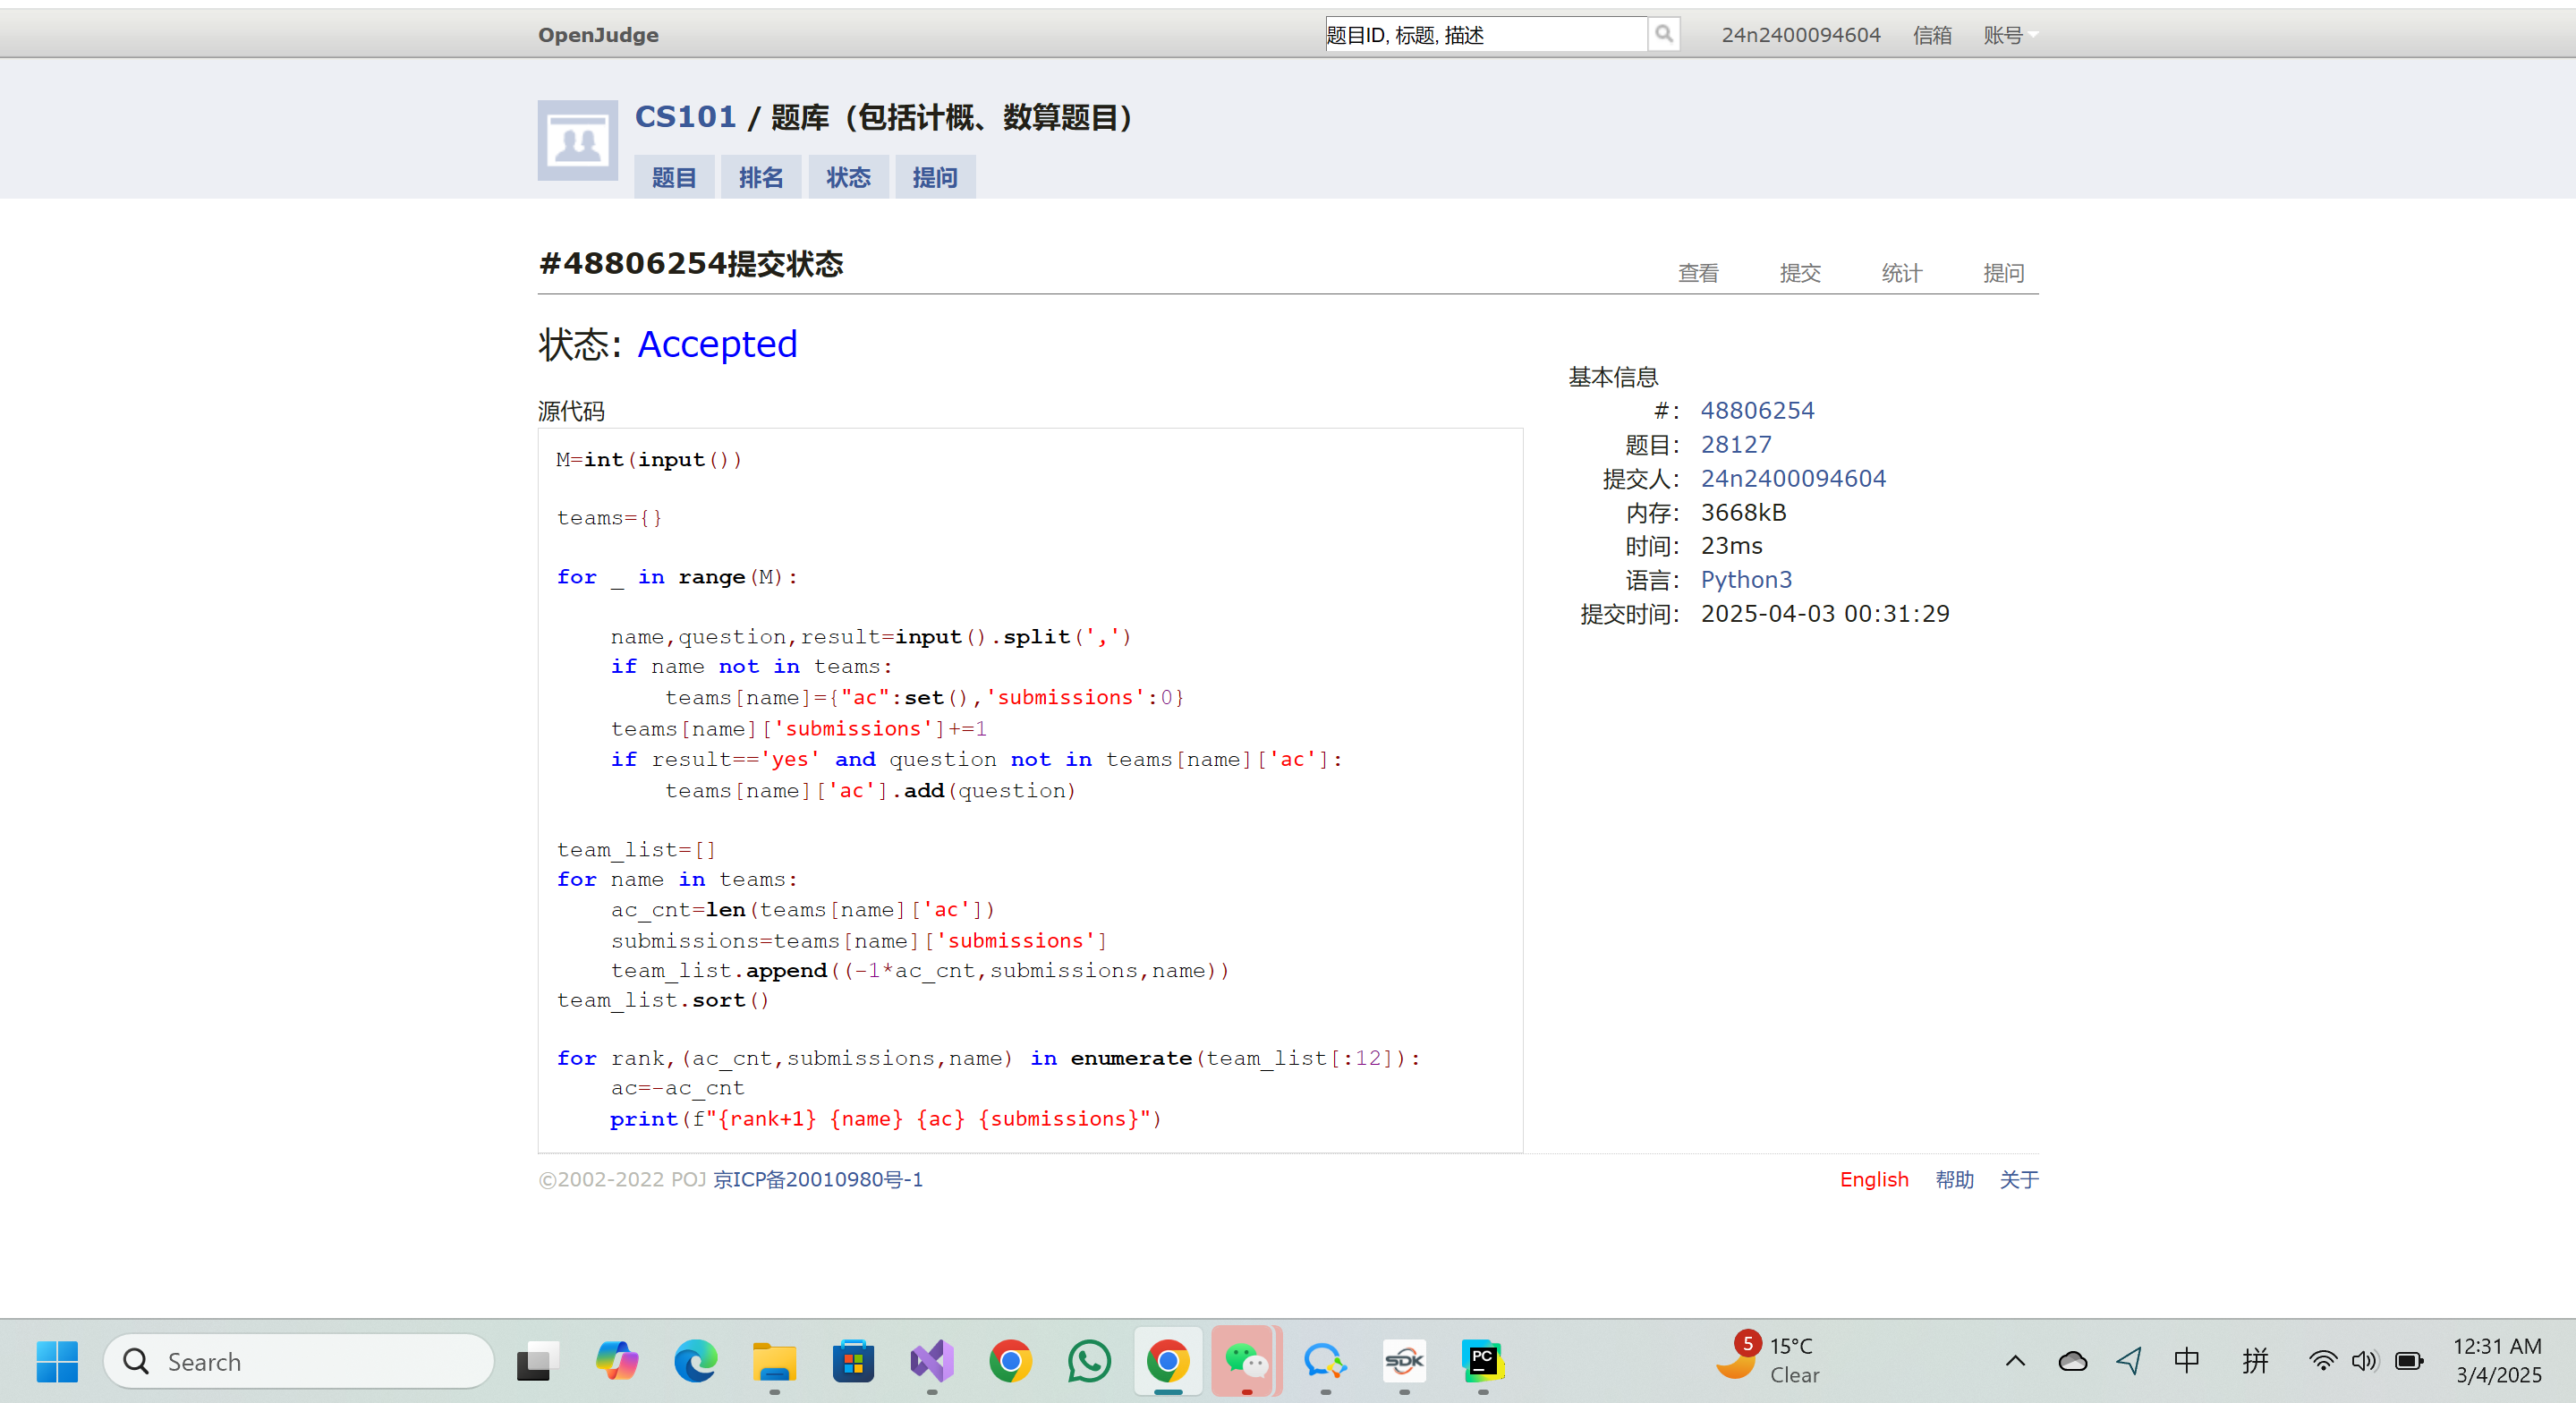 OpenJudge
题目ID, 标题, 描述
24n2400094604 信箱 账号
CS101 / 题库（包括计概、数算题目）
题目 排名 状态 提问
#48806254提交状态
查看 提交 统计 提问
状态: Accepted
源代码
M=int(input())
teams={}
for _ in range(M):
    name,question,result=input().split(',')
    if name not in teams:
        teams[name]={"ac":set(),'submissions':0}
    teams[name]['submissions']+=1
    if result=='yes' and question not in teams[name]['ac']:
        teams[name]['ac'].add(question)
team_list=[]
for name in teams:
    ac_cnt=len(teams[name]['ac'])
    submissions=teams[name]['submissions']
    team_list.append((-1*ac_cnt,submissions,name))
team_list.sort()
for rank,(ac_cnt,submissions,name) in enumerate(team_list[:12]):
    ac=-ac_cnt
    print(f"{rank+1} {name} {ac} {submissions}")
基本信息
#: 48806254
题目: 28127
提交人: 24n2400094604
内存: 3668kB
时间: 23ms
语言: Python3
提交时间: 2025-04-03 00:31:29
©2002-2022 POJ 京ICP备20010980号-1
English 帮助 关于
Search
SDK
PC
5
15°C
Clear
中
拼
12:31 AM
3/4/2025